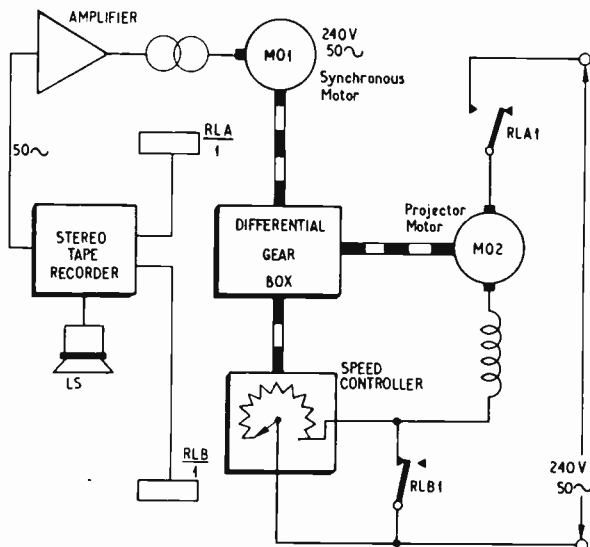 AMPLIFIER
MO1
240V
50~
Synchronous
Motor
50~
RLA
1
RLA1
STEREO
TAPE
RECORDER
DIFFERENTIAL
GEAR
BOX
Projector
Motor
MO2
LS
SPEED
CONTROLLER
RLB
1
RLB1
240V
50~